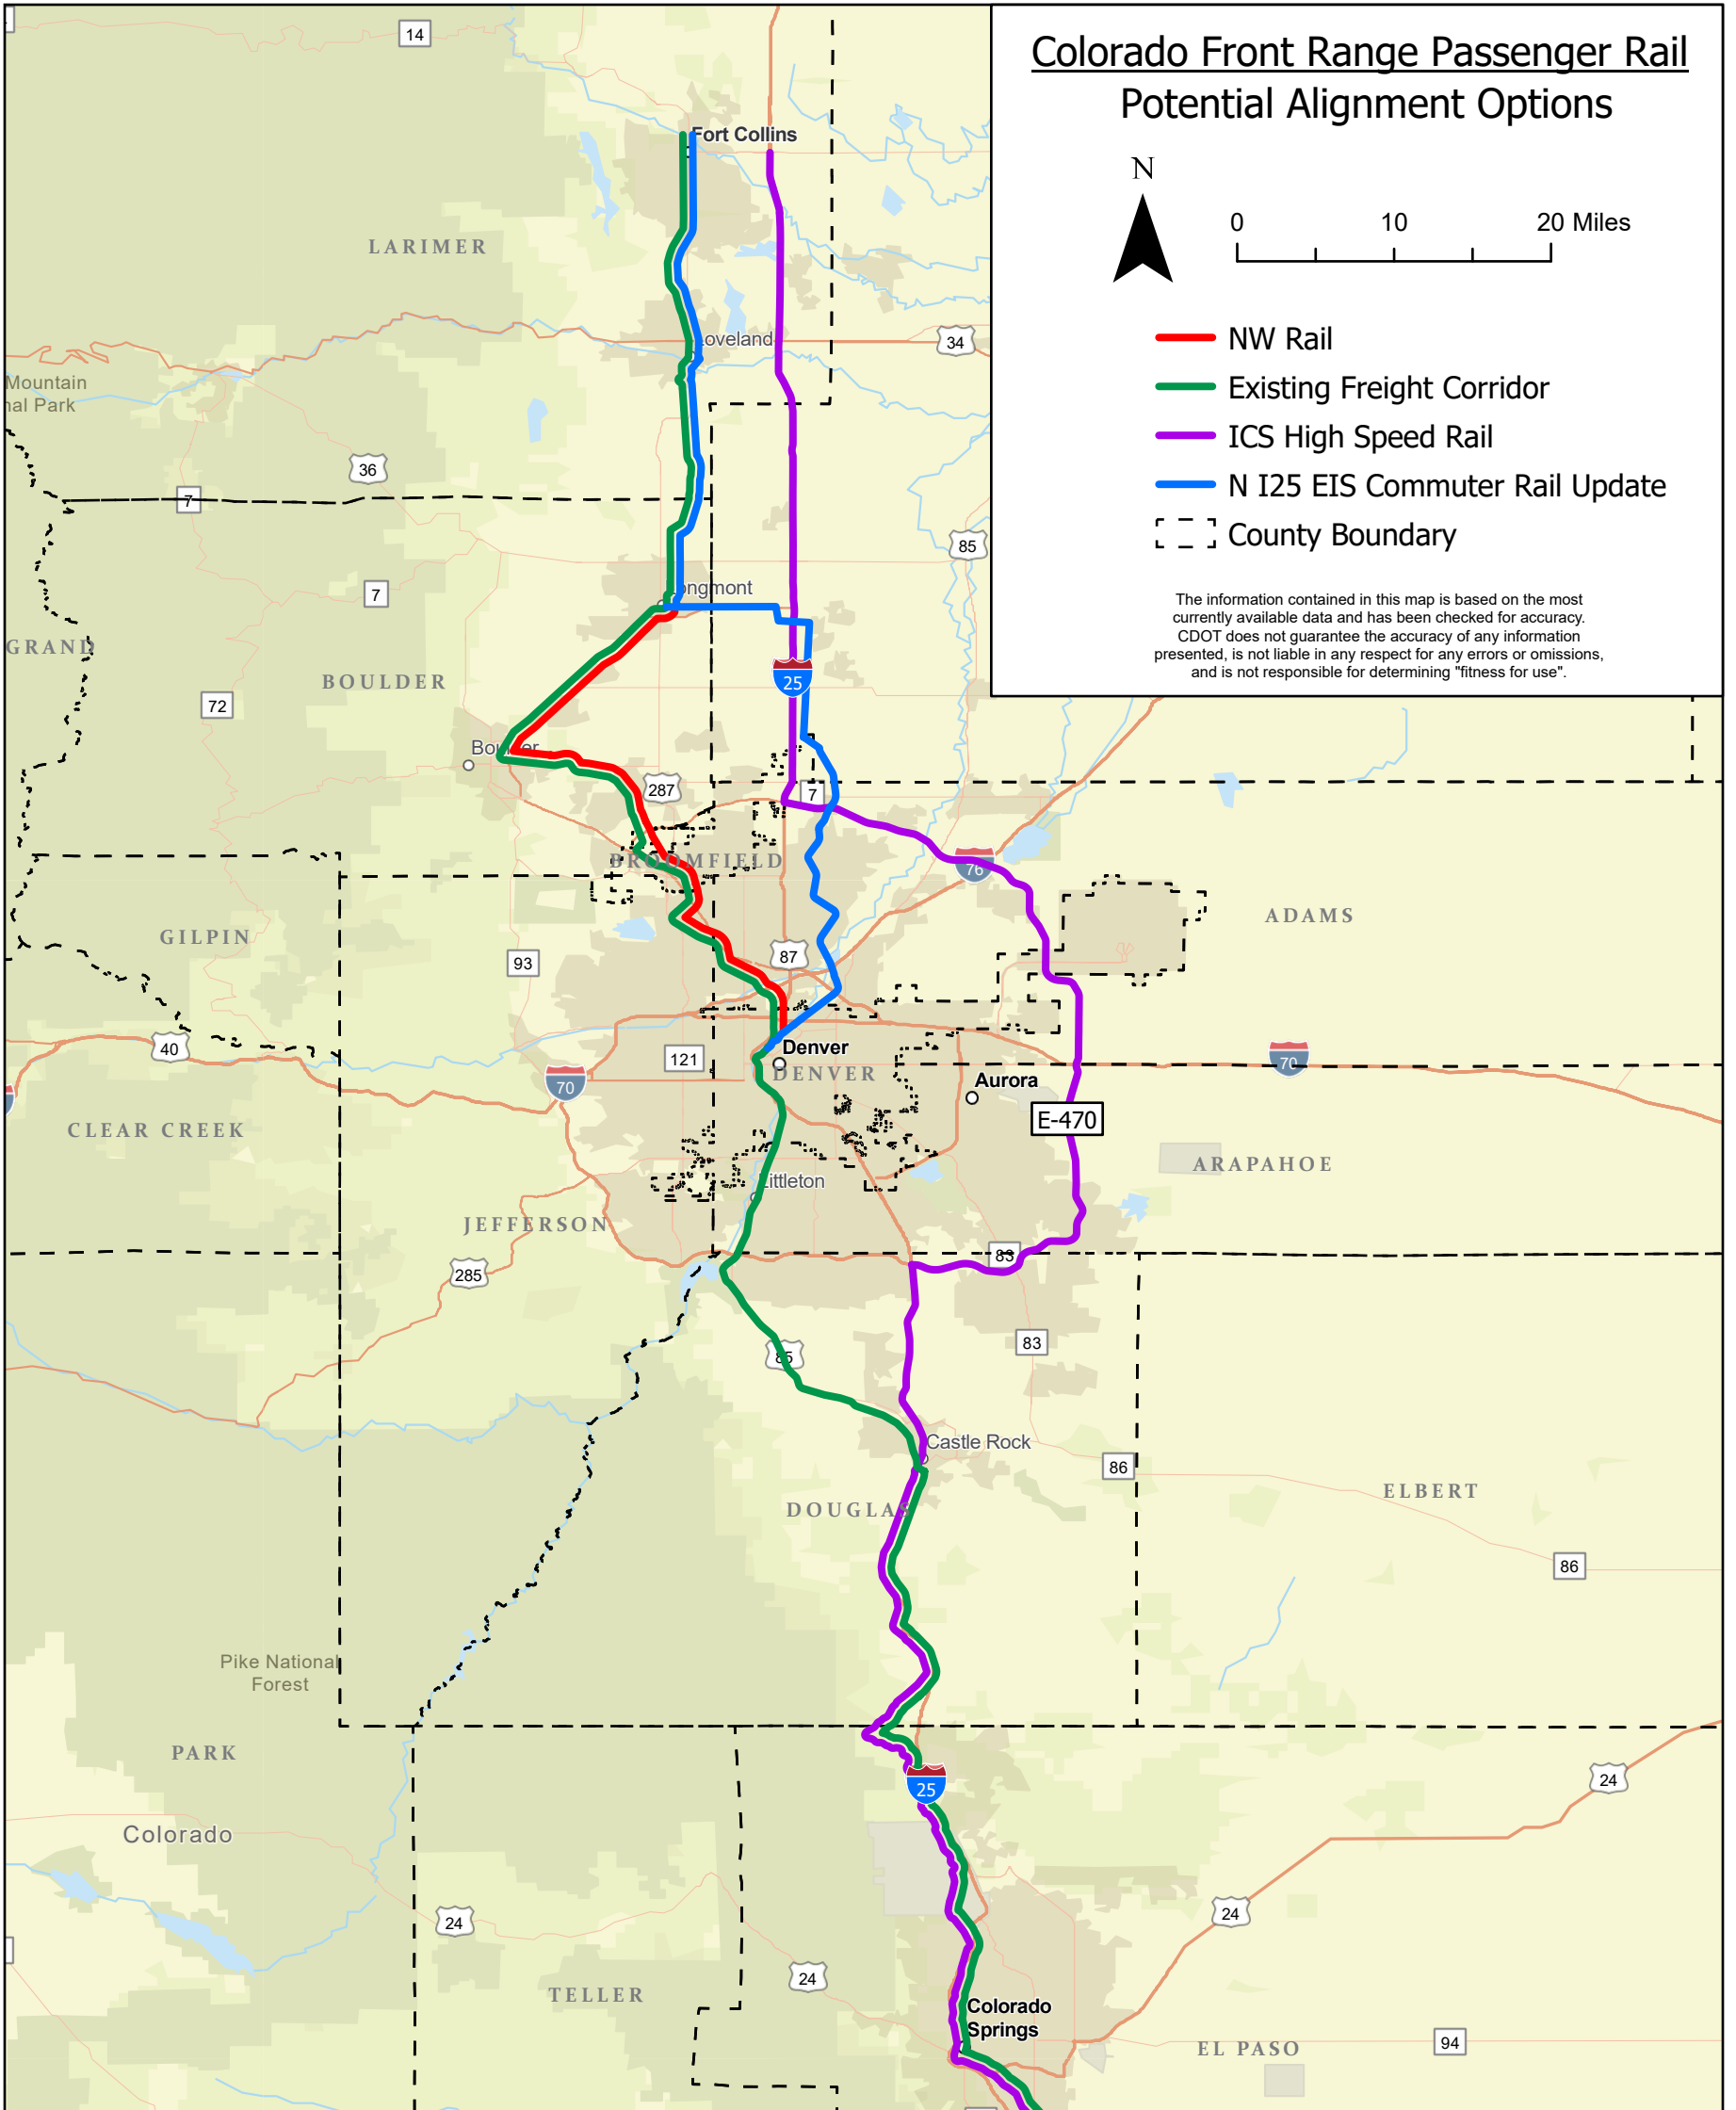 Colorado Front Range Passenger Rail
Potential Alignment Options
N
0 10 20 Miles
NW Rail
Existing Freight Corridor
ICS High Speed Rail
N I25 EIS Commuter Rail Update
County Boundary
The information contained in this map is based on the most
currently available data and has been checked for accuracy.
CDOT does not guarantee the accuracy of any information
presented, is not liable in any respect for any errors or omissions,
and is not responsible for determining "fitness for use".
14
Fort Collins
LARIMER
Loveland
34
Mountain
nal Park
36
7
85
7
Longmont
GRAND
BOULDER
25
72
Boulder
287
7
BROOMFIELD
76
ADAMS
GILPIN
93
87
40
121
Denver
DENVER
70
70
Aurora
E-470
CLEAR CREEK
ARAPAHOE
Littleton
JEFFERSON
83
285
83
85
Castle Rock
86
ELBERT
DOUGLAS
86
Pike National
Forest
PARK
25
24
Colorado
24
24
24
TELLER
Colorado
Springs
EL PASO
94